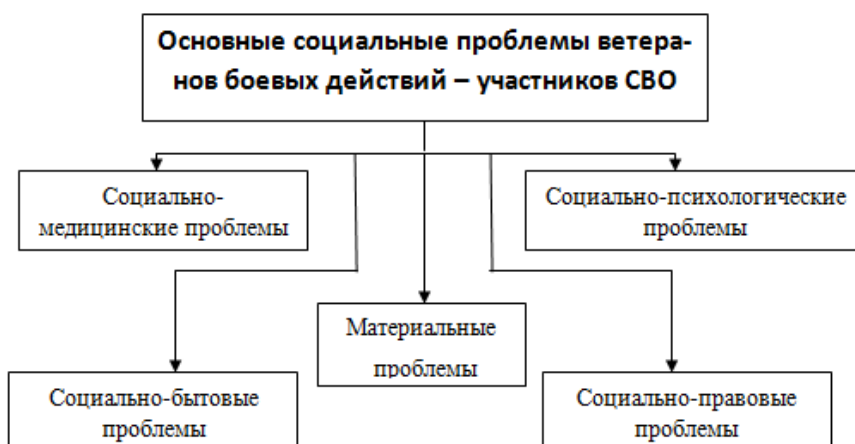 Основные социальные проблемы ветера-
нов боевых действий – участников СВО
Социально-
медицинские проблемы
Социально-психологические
проблемы
Материальные
проблемы
Социально-бытовые
проблемы
Социально-правовые
проблемы